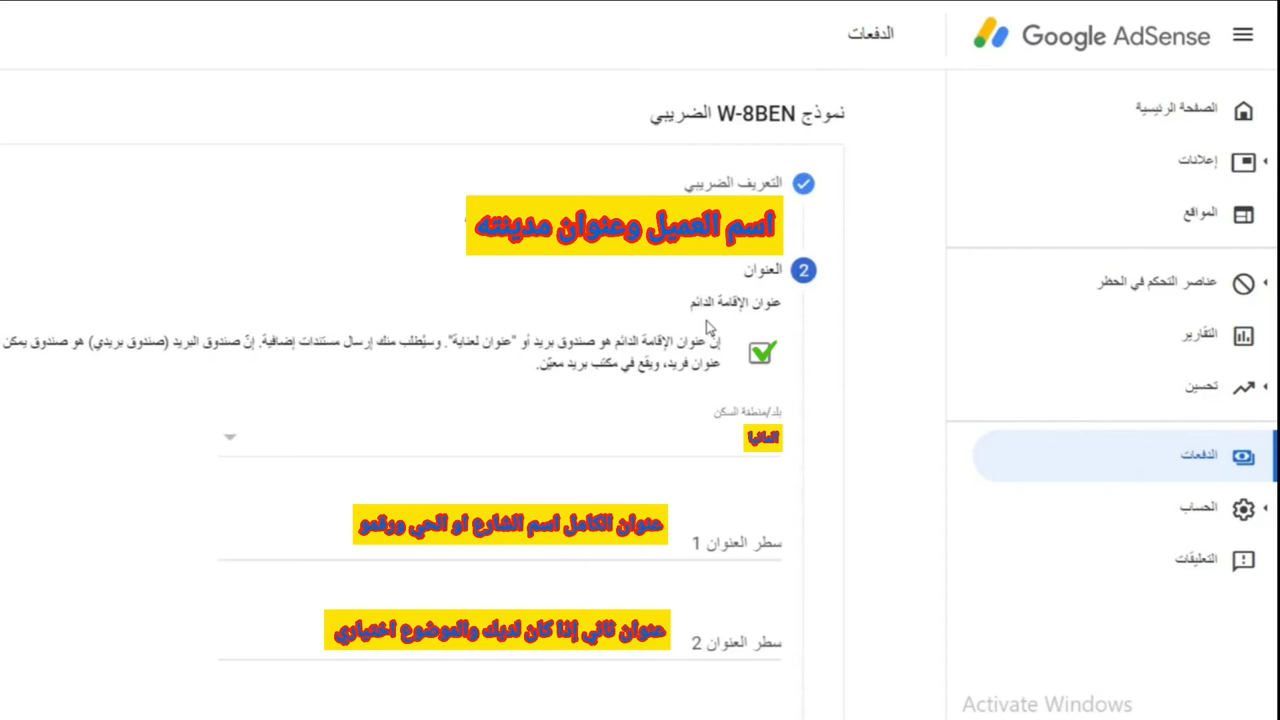 Google AdSense
الدفعات
الصفحة الرئيسية
إعلانات
المواقع
عناصر التحكم في الحظر
التقارير
تحسين
الدفعات
الحساب
التعليقات
نموذج W-8BEN الضريبي
التعريف الضريبي
اسم العميل وعنوان مدينته
2
العنوان
عنوان الإقامة الدائم
إنّ عنوان الإقامة الدائم هو صندوق بريد أو "عنوان لعناية". وسيُطلب منك إرسال مستندات إضافية. إنّ صندوق البريد (صندوق بريدي) هو صندوق يمكن
عنوان فريد، ويقع في مكتب بريد معيّن.
بلد/منطقة السكن
المانيا
عنوان الكامل اسم الشارع او الحي ورقمو
سطر العنوان 1
عنوان ثاني إذا كان لديك والموضوع اختياري
سطر العنوان 2
Activate Windows